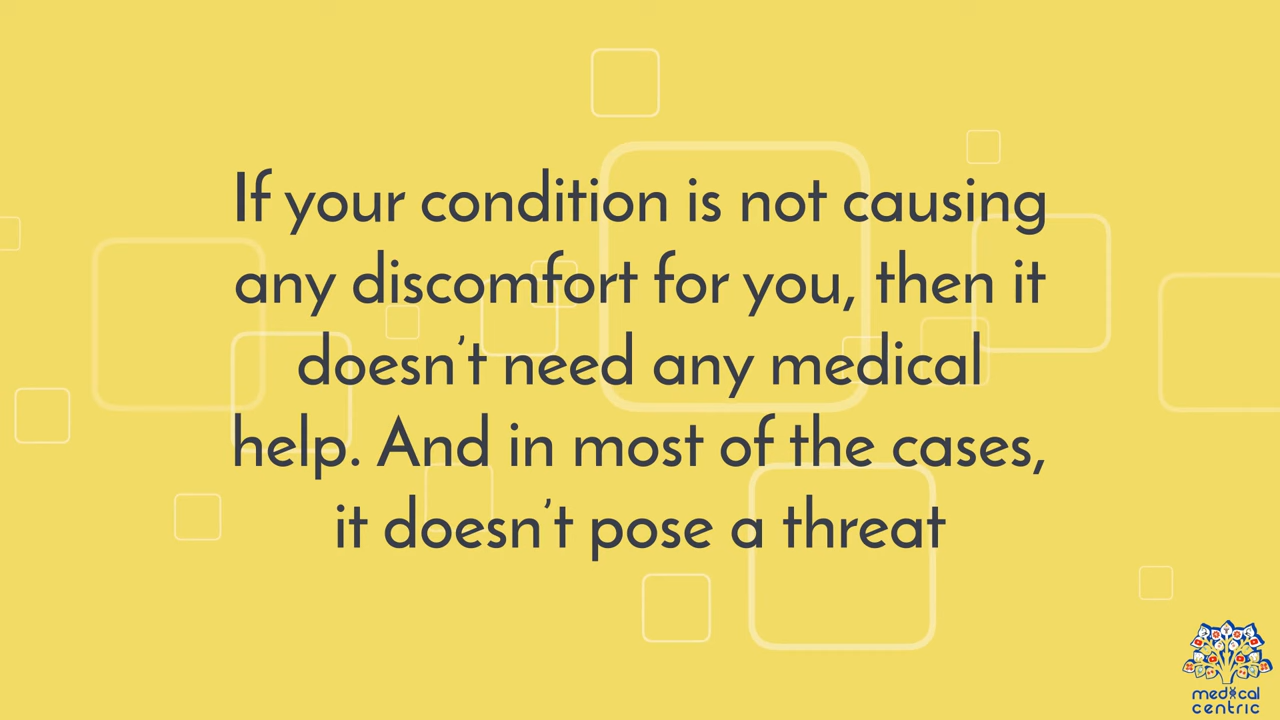 If your condition is not causing
any discomfort for you, then it
doesn't need any medical
help. And in most of the cases,
it doesn't pose a threat
medical
centric